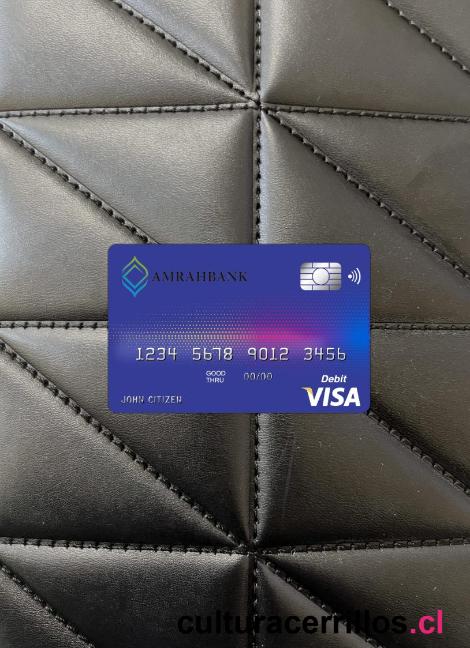 AMRAHBANK
1234 5678 9012 3456
GOOD
THRU 00/00
Debit
JOHN CITIZEN VISA
culturacerrillos.cl